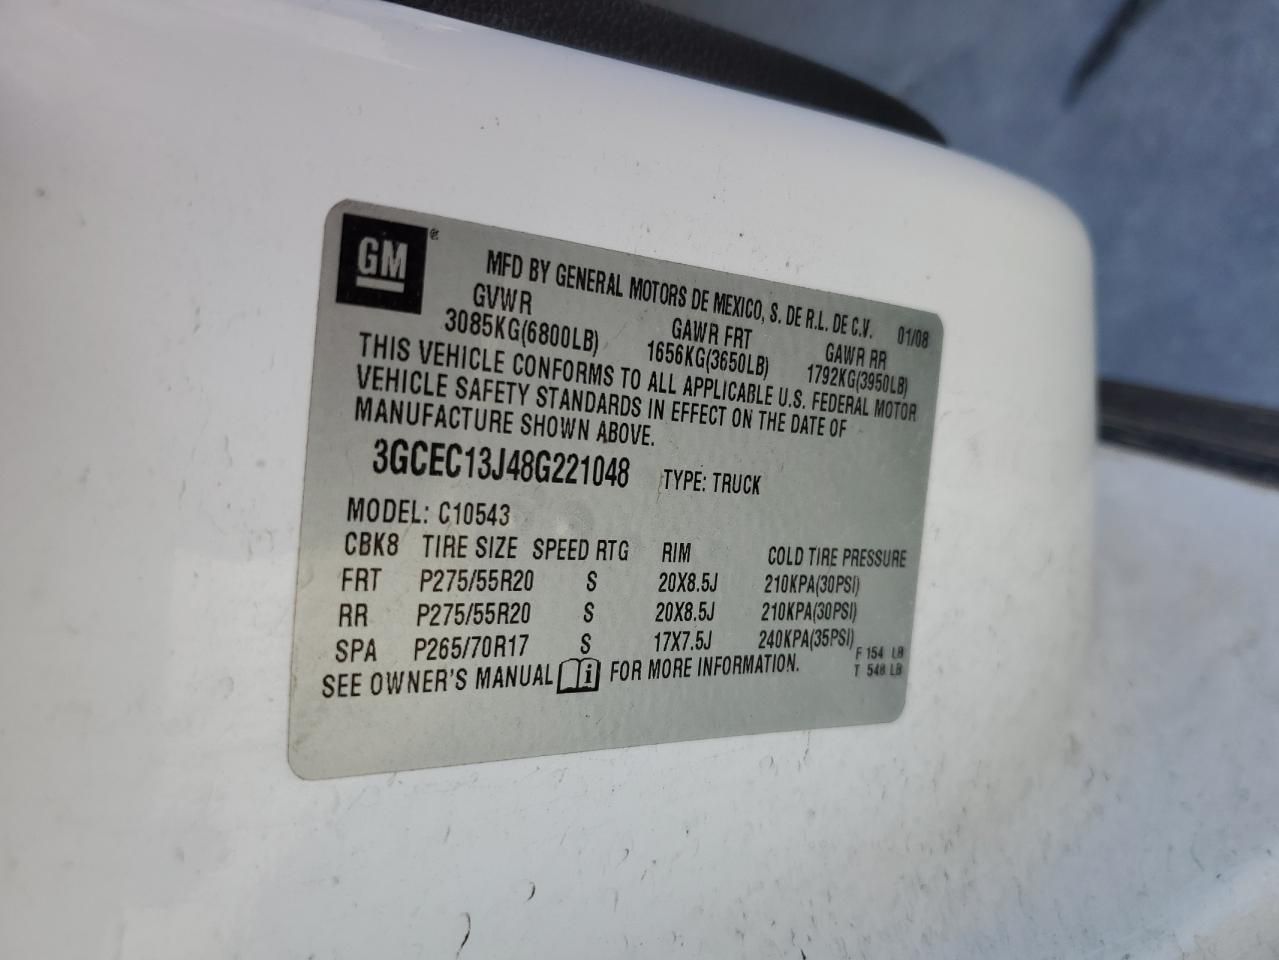 GM ®
MFD BY GENERAL MOTORS DE MEXICO, S. DE R.L. DE C.V. 01/08
GVWR GAWR FRT GAWR RR
3085KG(6800LB) 1656KG(3650LB) 1792KG(3950LB)
THIS VEHICLE CONFORMS TO ALL APPLICABLE U.S. FEDERAL MOTOR
VEHICLE SAFETY STANDARDS IN EFFECT ON THE DATE OF
MANUFACTURE SHOWN ABOVE.
3GCEC13J48G221048 TYPE: TRUCK
MODEL: C10543
CBK8 TIRE SIZE SPEED RTG RIM COLD TIRE PRESSURE
FRT P275/55R20 S 20X8.5J 210KPA(30PSI)
RR P275/55R20 S 20X8.5J 210KPA(30PSI)
SPA P265/70R17 S 17X7.5J 240KPA(35PSI)
F 154 LB
SEE OWNER'S MANUAL i FOR MORE INFORMATION.
T 546 LB